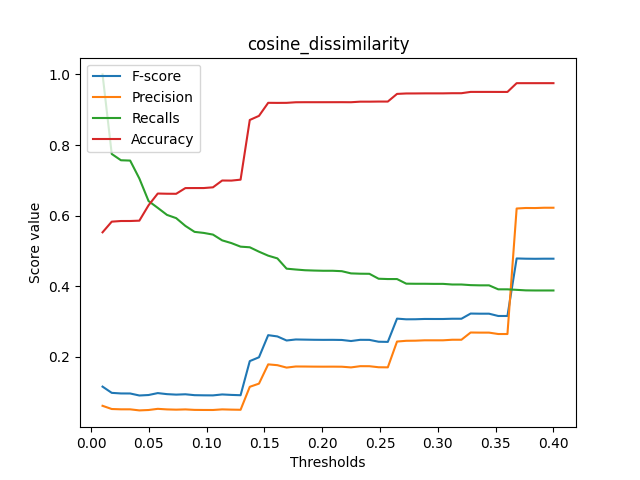 cosine_dissimilarity
F-score
Precision
Recalls
Accuracy
Score value
1.0
0.8
0.6
0.4
0.2
0.00 0.05 0.10 0.15 0.20 0.25 0.30 0.35 0.40
Thresholds